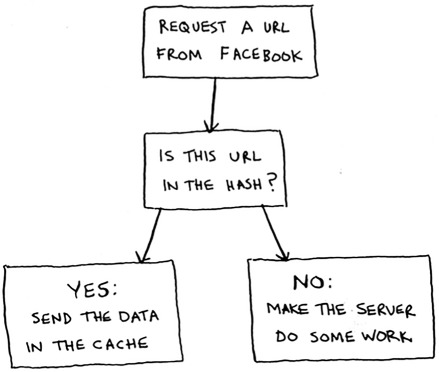 REQUEST A URL
FROM FACEBOOK
IS THIS URL
IN THE HASH?
YES:
SEND THE DATA
IN THE CACHE
NO:
MAKE THE SERVER
DO SOME WORK